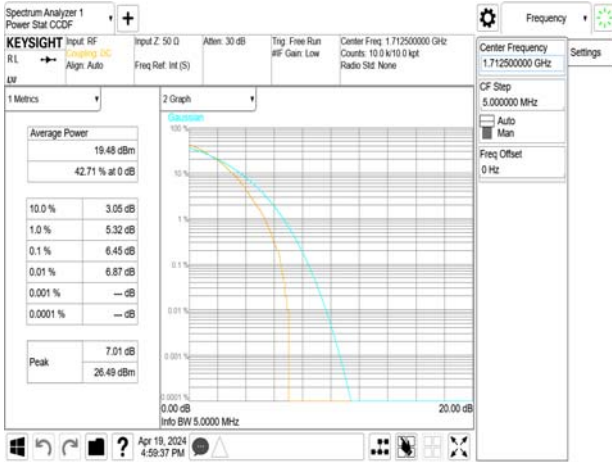 Spectrum Analyzer 1
Power Stat CCDF
Frequency
Settings
KEYSIGHT
RL
Input: RF
Coupling: DC
Align: Auto
Input Z: 50 Ω
Freq Ref: Int (S)
Atten: 30 dB
Trig: Free Run
#IF Gain: Low
Center Freq: 1.712500000 GHz
Counts: 10.0 k/10.0 kpt
Radio Std: None
Center Frequency
1.712500000 GHz
CF Step
5.000000 MHz
Auto
Man
Freq Offset
0 Hz
1 Metrics
Average Power
19.48 dBm
42.71 % at 0 dB
10.0 % 3.05 dB
1.0 % 5.32 dB
0.1 % 6.45 dB
0.01 % 6.87 dB
0.001 % --- dB
0.0001 % --- dB
Peak
7.01 dB
26.49 dBm
2 Graph
Gaussian
100 %
10 %
1 %
0.1 %
0.01 %
0.001 %
0.0001 %
0.00 dB
20.00 dB
Info BW 5.0000 MHz
?
Apr 19, 2024
4:59:37 PM